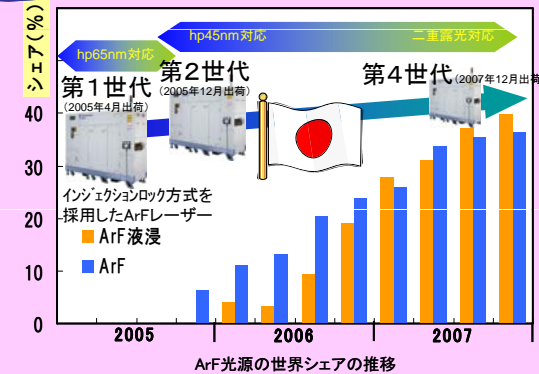 シェア(%)
hp65nm対応
hp45nm対応
二重露光対応
第1世代
(2005年4月出荷)
第2世代
(2005年12月出荷)
第4世代(2007年12月出荷)
インジェクションロック方式を
採用したArFレーザー
ArF液浸
ArF
40
30
20
10
0
2005
2006
2007
ArF光源の世界シェアの推移